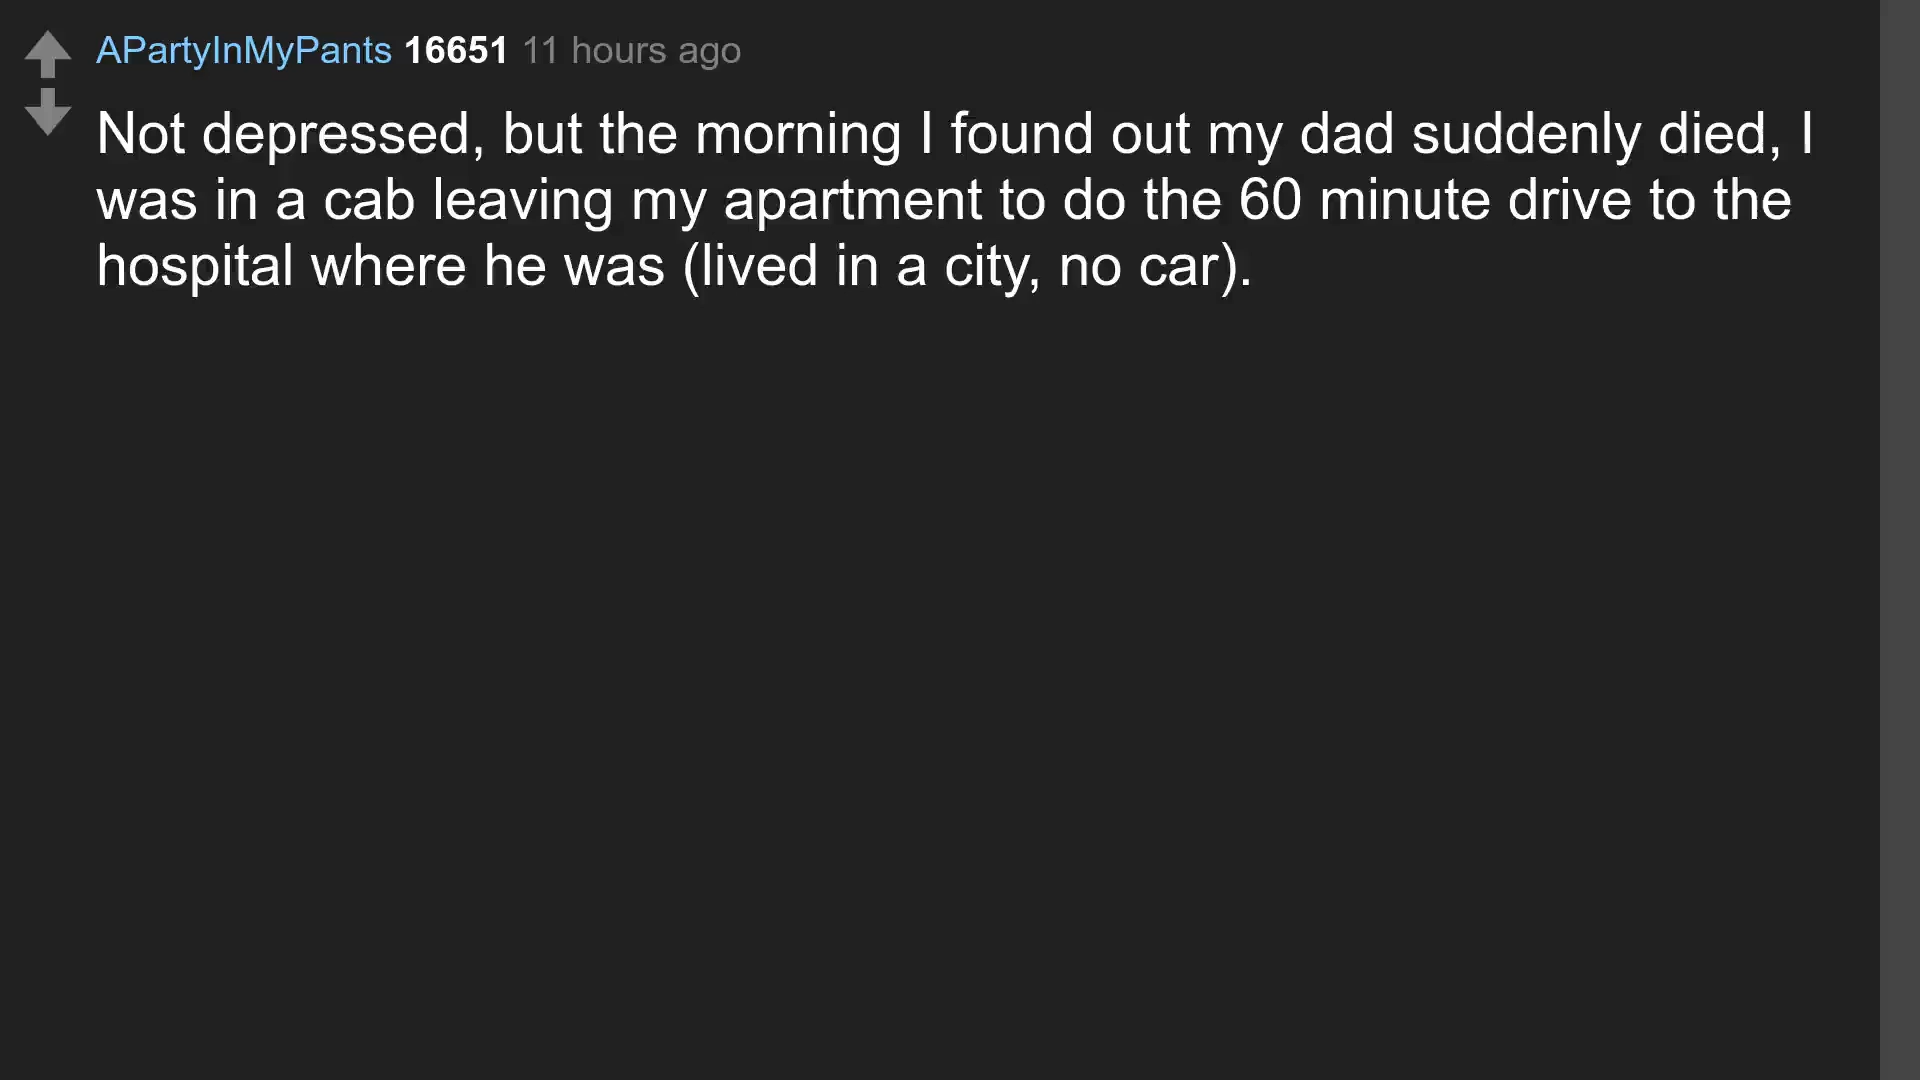 APartyInMyPants 16651 11 hours ago
Not depressed, but the morning I found out my dad suddenly died, I
was in a cab leaving my apartment to do the 60 minute drive to the
hospital where he was (lived in a city, no car).